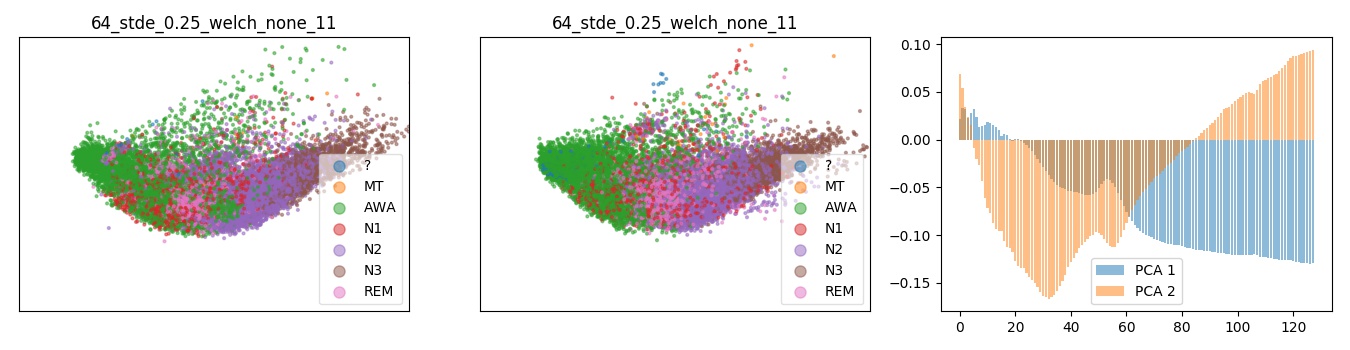 64_stde_0.25_welch_none_11
?
MT
AWA
N1
N2
N3
REM
64_stde_0.25_welch_none_11
?
MT
AWA
N1
N2
N3
REM
0.10
0.05
0.00
−0.05
−0.10
−0.15
0
20
40
60
80
100
120
PCA 1
PCA 2